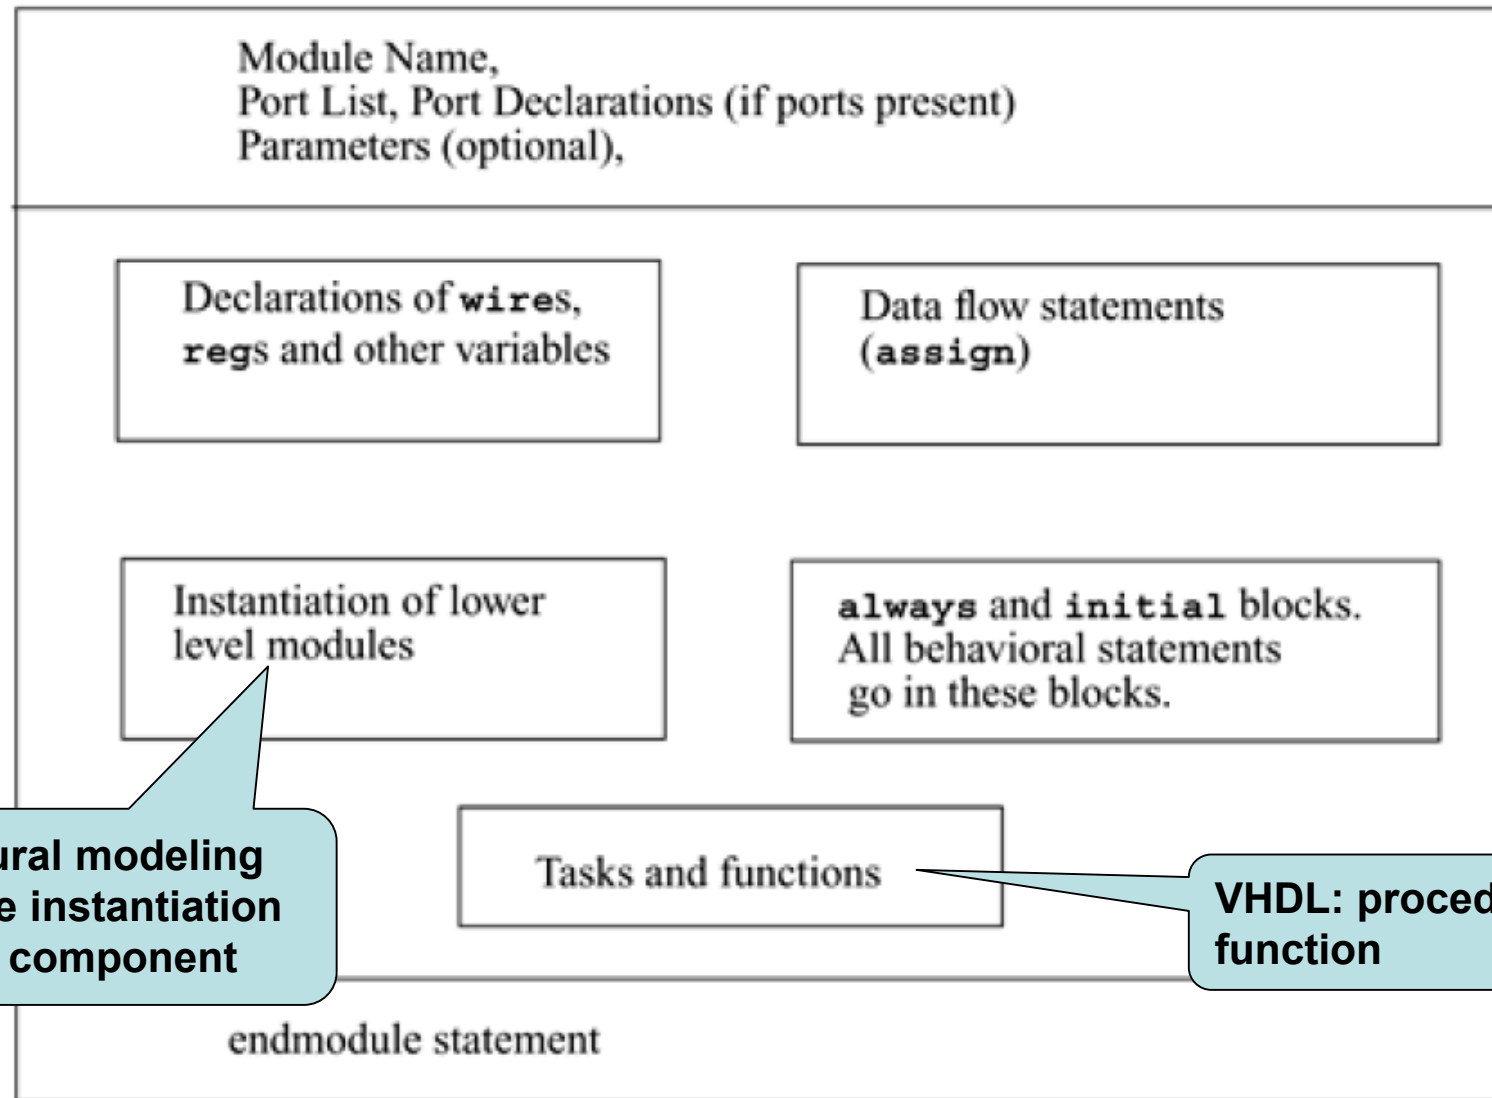 Module Name,
Port List, Port Declarations (if ports present)
Parameters (optional),
Declarations of wires,
regs and other variables
Data flow statements
(assign)
Instantiation of lower
level modules
always and initial blocks.
All behavioral statements
go in these blocks.
modeling
instantiation
component
Tasks and functions
VHDL:
function
endmodule statement